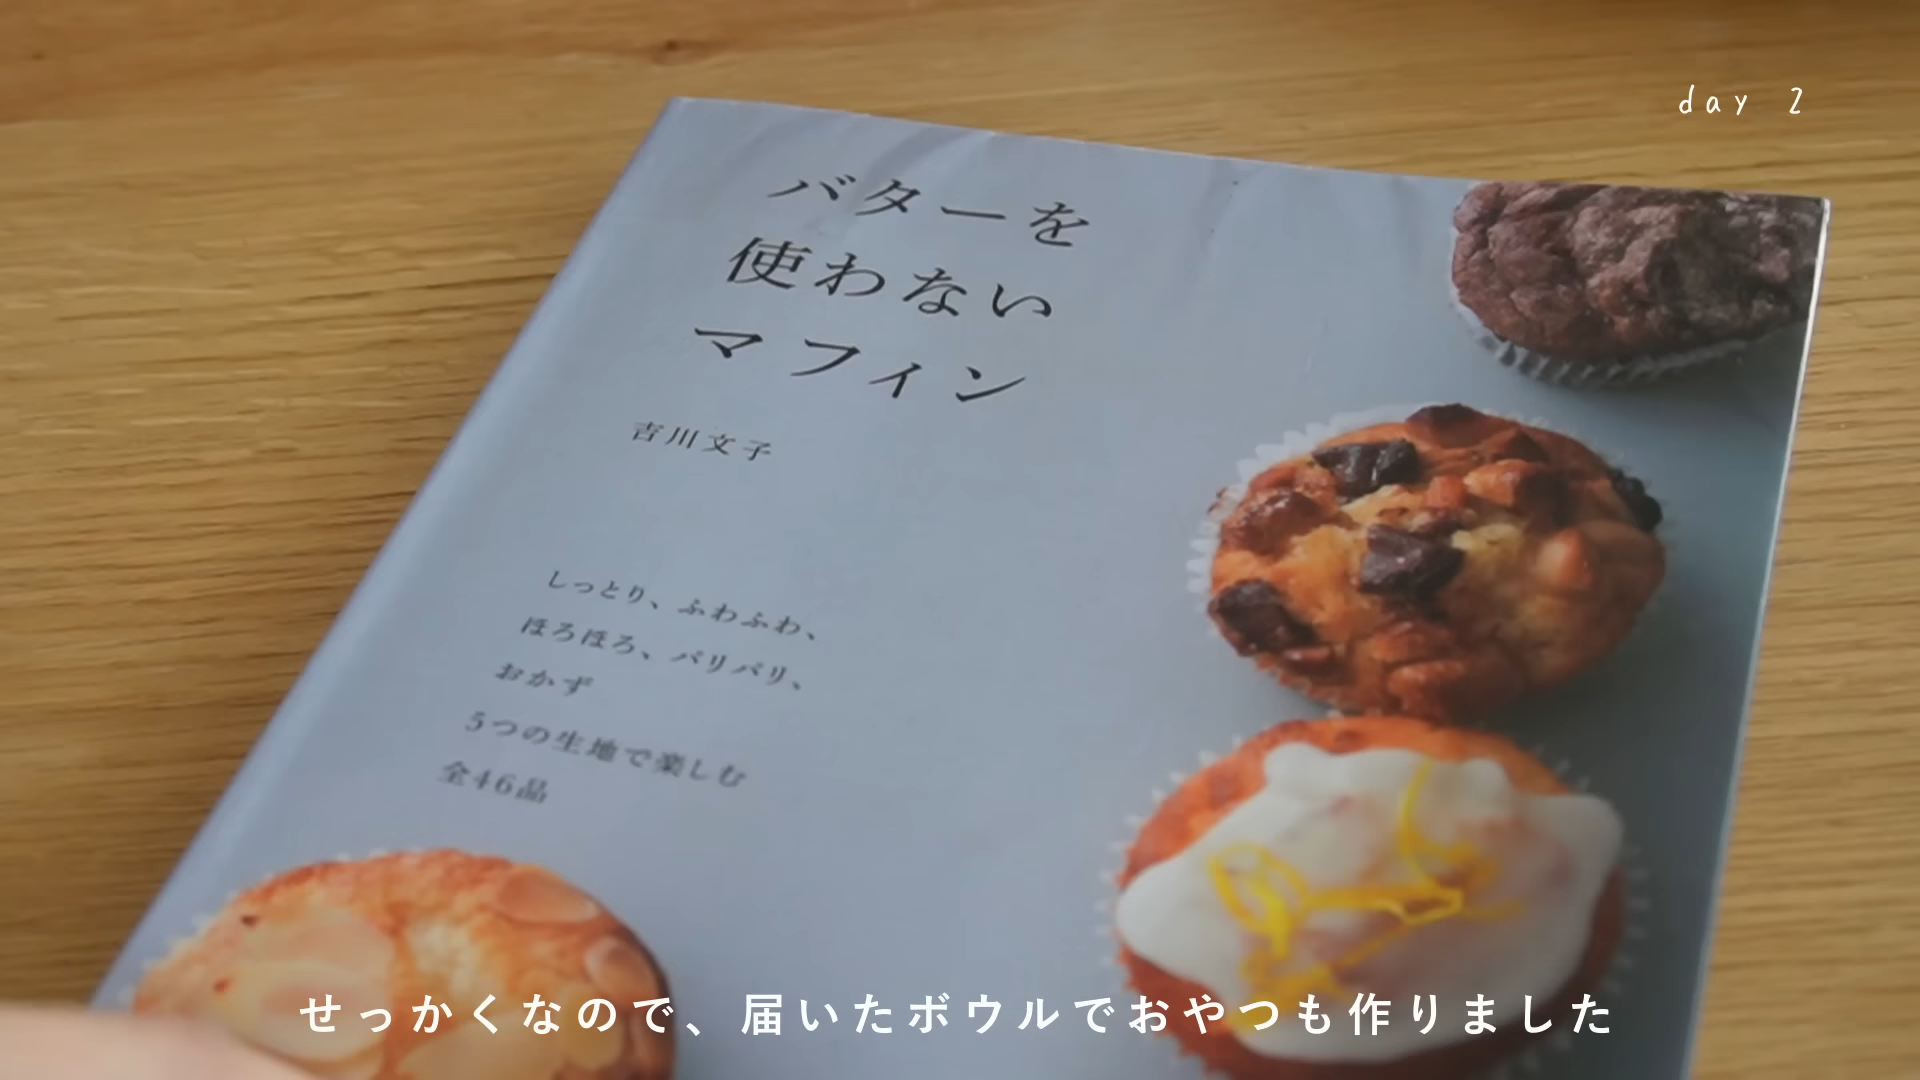 day 2
バターを
使わない
マフィン
吉川文子
しっとり、ふわふわ、
ほろほろ、パリパリ、
おかず
5つの生地で楽しむ
全46品
せっかくなので、届いたボウルでおやつも作りました